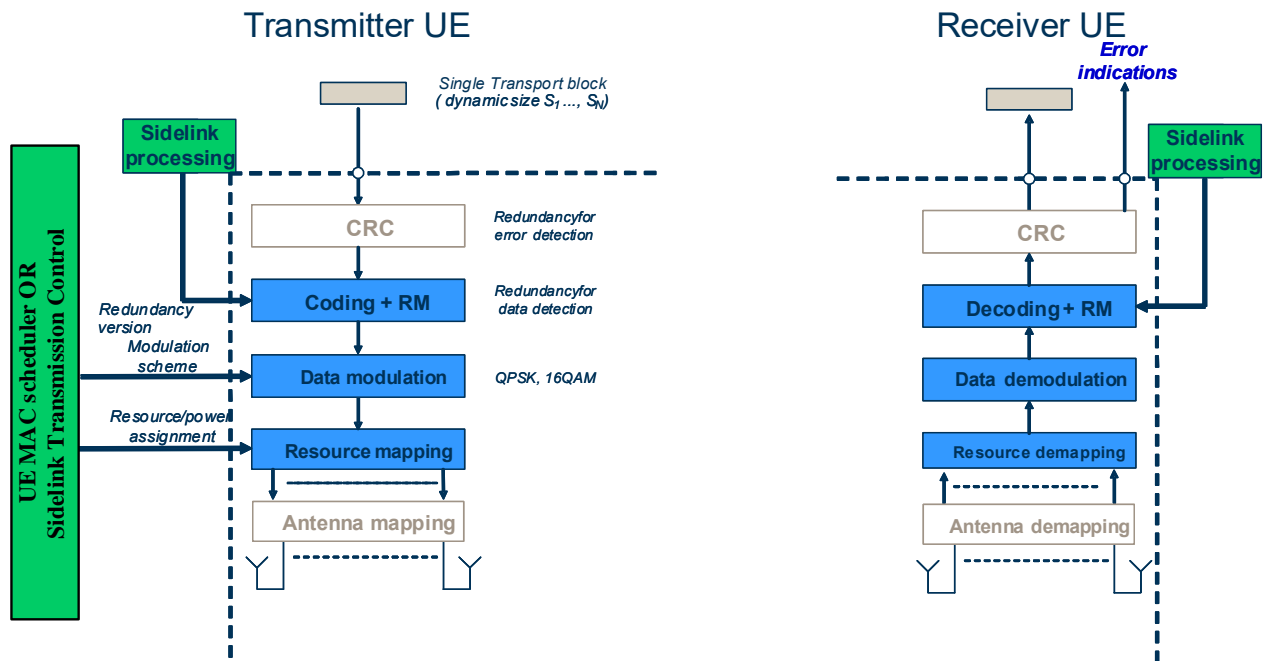 Transmitter UE
Single Transport block
( dynamic size S1 ..., SN)
Sidelink
processing
UE MAC scheduler OR
Sidelink Transmission Control
CRC
Redundancyfor
error detection
Coding + RM
Redundancyfor
data detection
Redundancy
version
Modulation
scheme
Data modulation
QPSK, 16QAM
Resource/power
assignment
Resource mapping
Antenna mapping
Receiver UE
Error
indications
Sidelink
processing
CRC
Decoding + RM
Data demodulation
Resource demapping
Antenna demapping